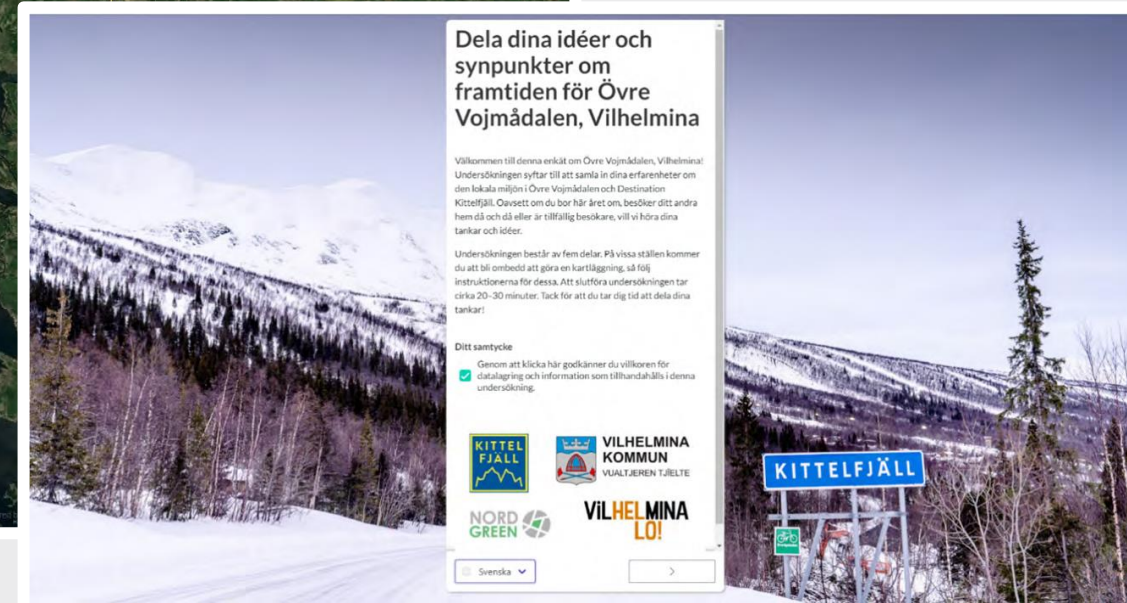 Dela dina idéer och
synpunkter om
framtiden för Övre
Vojmådalen, Vilhelmina
Välkommen till denna enkät om Övre Vojmådalen, Vilhelmina!
Undersökningen syftar till att samla in dina erfarenheter om
den lokala miljön i Övre Vojmådalen och Destination
Kittelfjäll. Oavsett om du bor här året om, besöker ditt andra
hem då och då eller är tillfällig besökare, vill vi höra dina
tankar och idéer.
Undersökningen består av fem delar. På vissa ställen kommer
du att bli ombedd att göra en kartläggning, så följ
instruktionerna för dessa. Att slutföra undersökningen tar
cirka 20–30 minuter. Tack för att du tar dig tid att dela dina
tankar!
Ditt samtycke
Genom att klicka här godkänner du villkoren för
datalagring och information som tillhandahålls i denna
undersökning.
KITTEL
FJÄLL
VILHELMINA
KOMMUN
VUALTJEREN TJÏELTE
NORD
GREEN
ViLHELMINA
LO!
Svenska
KITTELFJÄLL